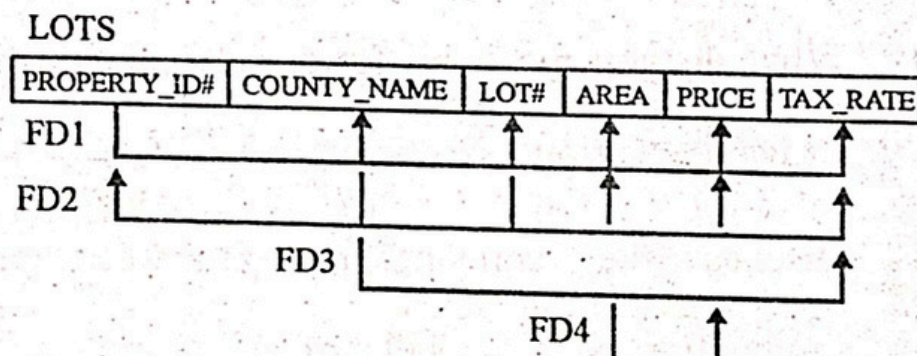 LOTS
PROPERTY_ID# COUNTY_NAME LOT# AREA PRICE TAX_RATE
FD1
FD2
FD3
FD4